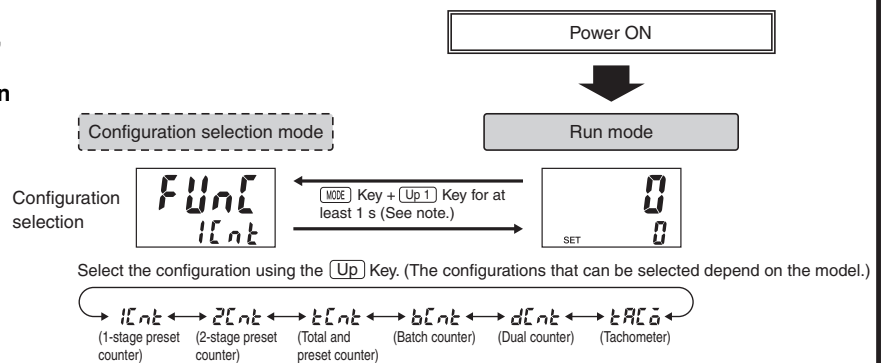 n
Power ON
Configuration selection mode
Run mode
Configuration
selection
FUnC
1Cnt
MODE Key + Up 1 Key for at
least 1 s (See note.)
0
SET 0
Select the configuration using the Up Key. (The configurations that can be selected depend on the model.)
1Cnt 2Cnt tCnt bCnt dCnt tACo
(1-stage preset
counter)
(2-stage preset
counter)
(Total and
preset counter)
(Batch counter)
(Dual counter)
(Tachometer)